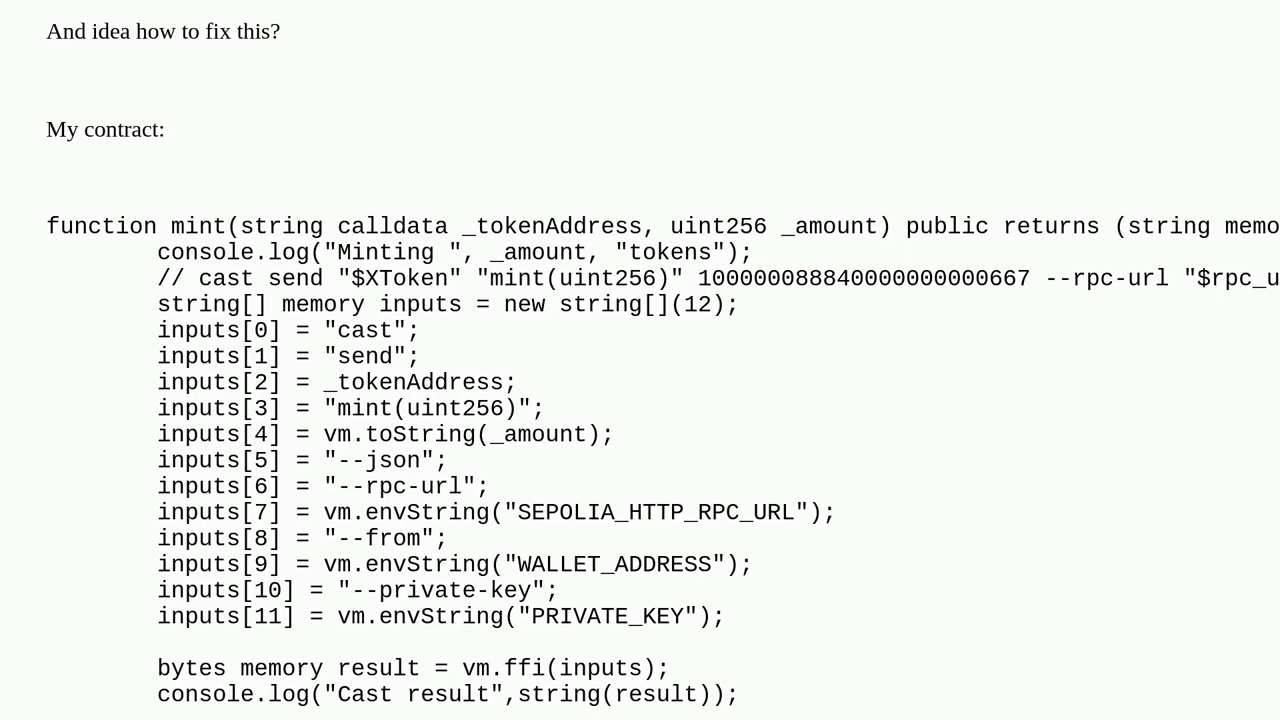 And idea how to fix this?
My contract:
function mint(string calldata _tokenAddress, uint256 _amount) public returns (string memo
console.log("Minting ", _amount, "tokens");
// cast send "$XToken" "mint(uint256)" 100000088840000000000667 --rpc-url "$rpc_u
string[] memory inputs = new string[](12);
inputs[0] = "cast";
inputs[1] = "send";
inputs[2] = _tokenAddress;
inputs[3] = "mint(uint256)";
inputs[4] = vm.toString(_amount);
inputs[5] = "--json";
inputs[6] = "--rpc-url";
inputs[7] = vm.envString("SEPOLIA_HTTP_RPC_URL");
inputs[8] = "--from";
inputs[9] = vm.envString("WALLET_ADDRESS");
inputs[10] = "--private-key";
inputs[11] = vm.envString("PRIVATE_KEY");
bytes memory result = vm.ffi(inputs);
console.log("Cast result",string(result));